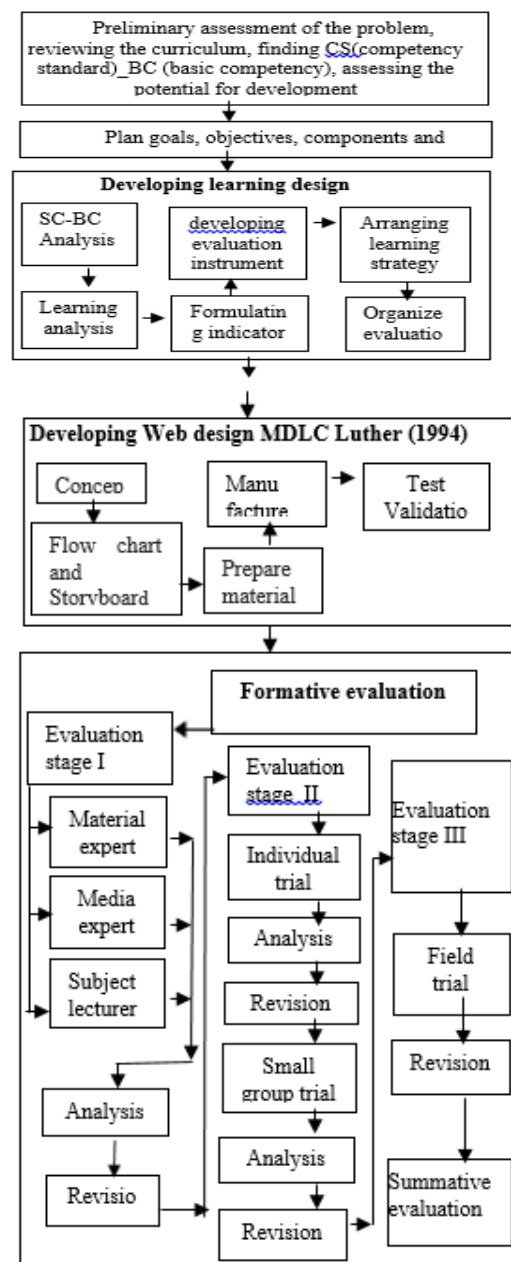 Preliminary assessment of the problem,
reviewing the curriculum, finding CS(competency
standard)_BC (basic competency), assessing the
potential for development
Plan goals, objectives, components and
Developing learning design
SC-BC
Analysis
Learning
analysis
developing
evaluation
instrument
Formulatin
g indicator
Arranging
learning
strategy
Organize
evaluatio
Developing Web design MDLC Luther (1994)
Concep
Flow chart
and
Storyboard
Manu
facture
Prepare
material
Test
Validatio
Formative evaluation
Evaluation
stage I
Material
expert
Media
expert
Subject
lecturer
Analysis
Revisio
Evaluation
stage II
Individual
trial
Analysis
Revision
Small
group trial
Analysis
Revision
Evaluation
stage III
Field
trial
Revision
Summative
evaluation